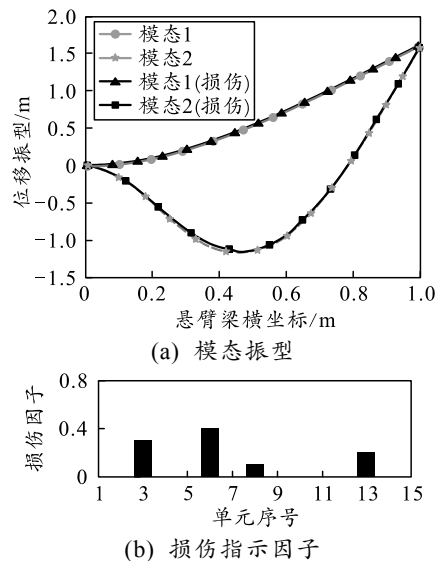 2.0
1.5
1.0
0.5
0
−0.5
−1.0
−1.5
位移振型/m
模态1
模态2
模态1(损伤)
模态2(损伤)
0 0.2 0.4 0.6 0.8 1.0
悬臂梁横坐标/m
(a) 模态振型
0.8
0.4
0
损伤因子
1 3 5 7 9 11 13 15
单元序号
(b) 损伤指示因子